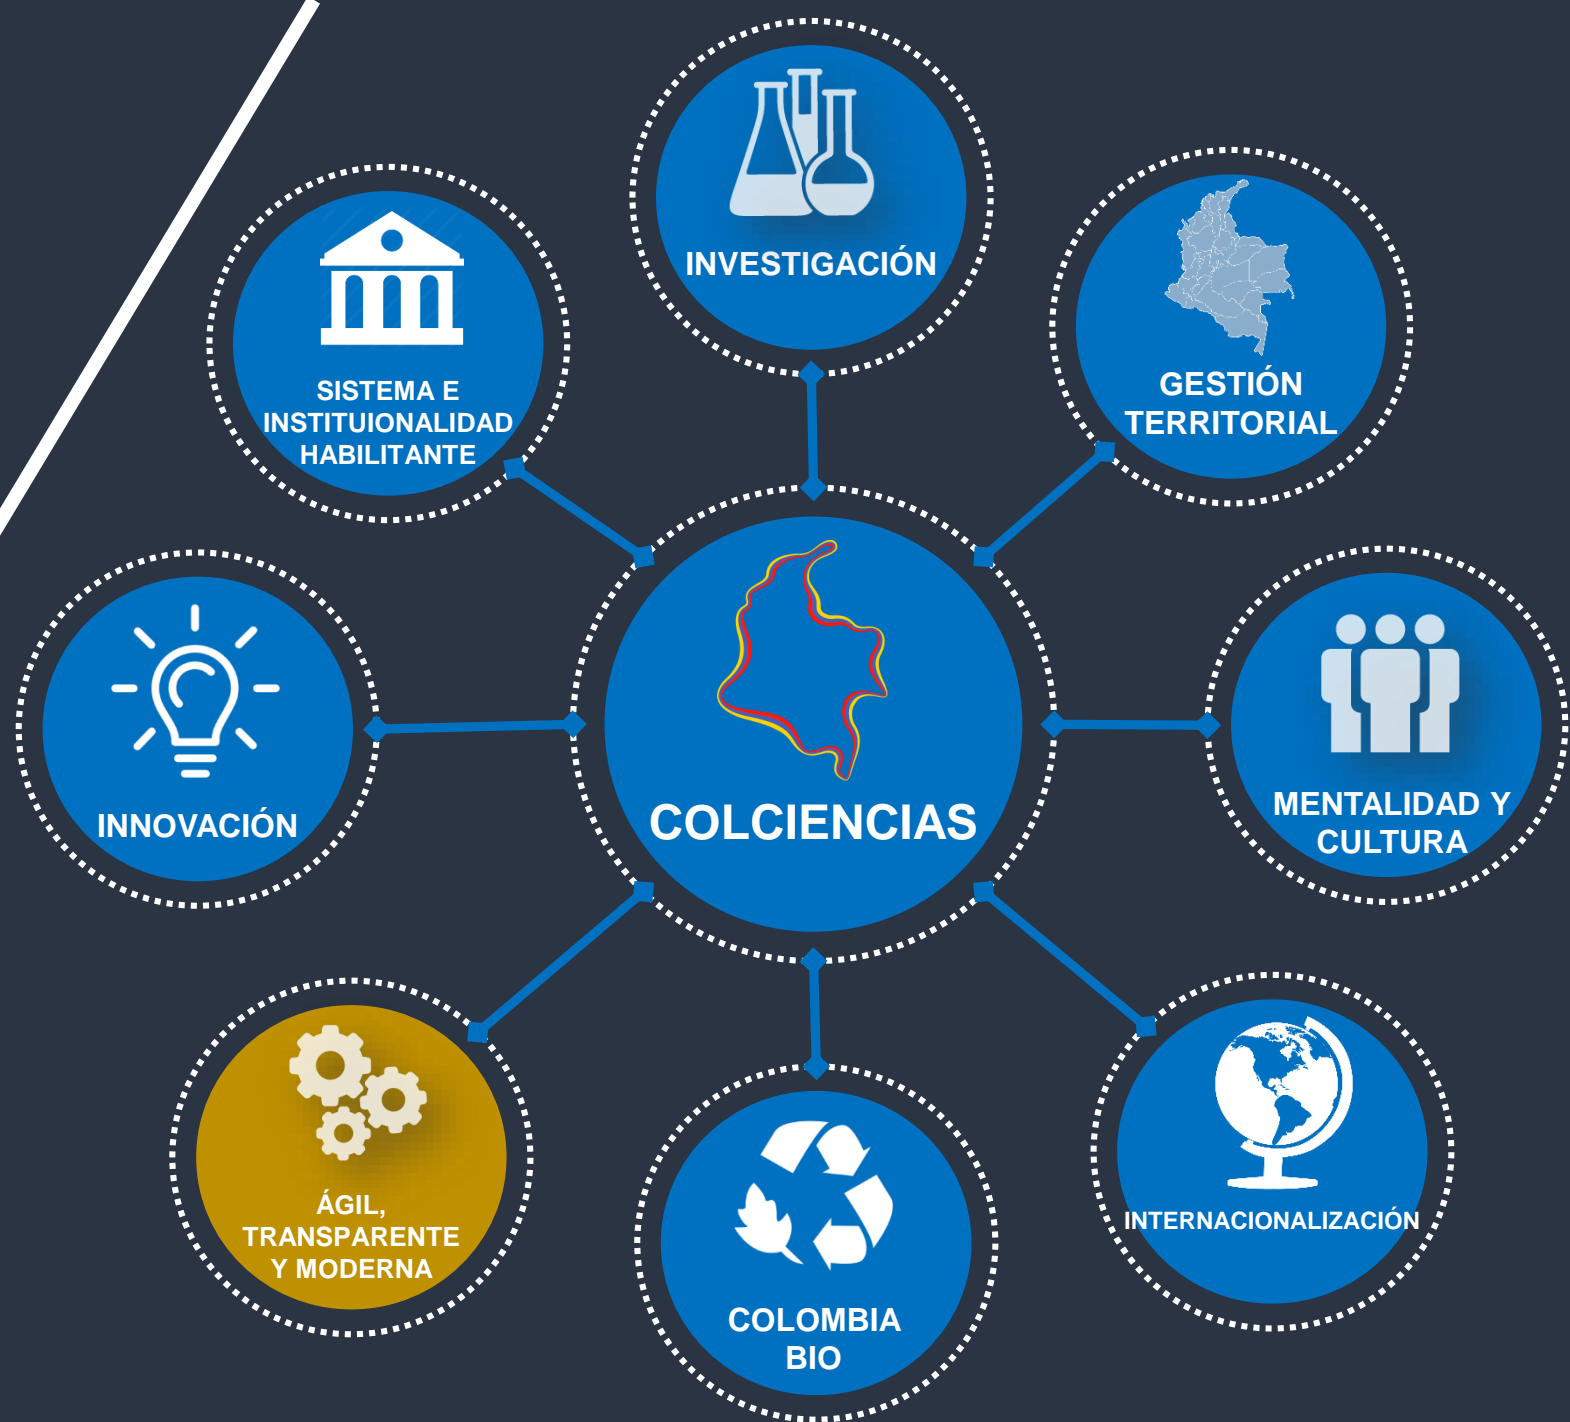 INVESTIGACIÓN
GESTIÓN
TERRITORIAL
SISTEMA E
INSTITUIONALIDAD
HABILITANTE
COLCIENCIAS
INNOVACIÓN
MENTALIDAD Y
CULTURA
ÁGIL,
TRANSPARENTE
Y MODERNA
INTERNACIONALIZACIÓN
COLOMBIA
BIO